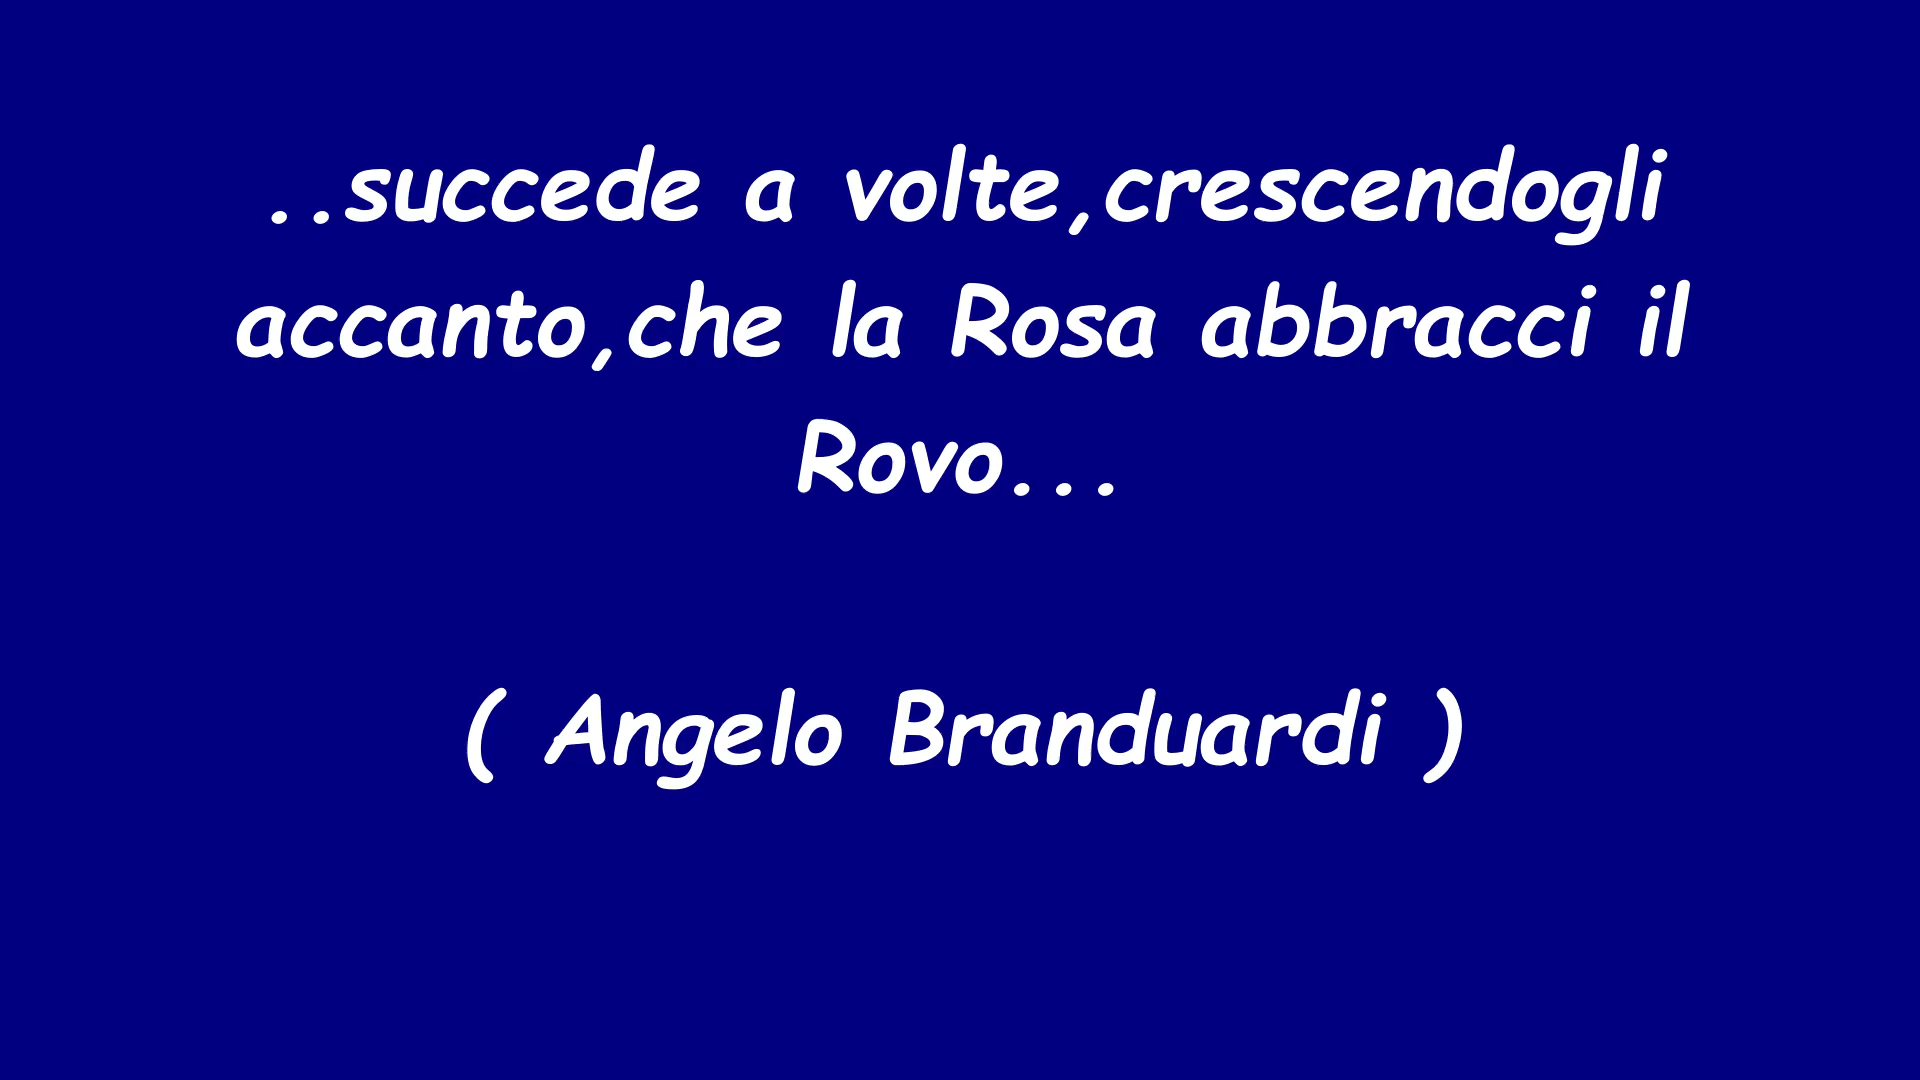 ..succede a volte,crescendogli
accanto,che la Rosa abbracci il
Rovo...
( Angelo Branduardi )